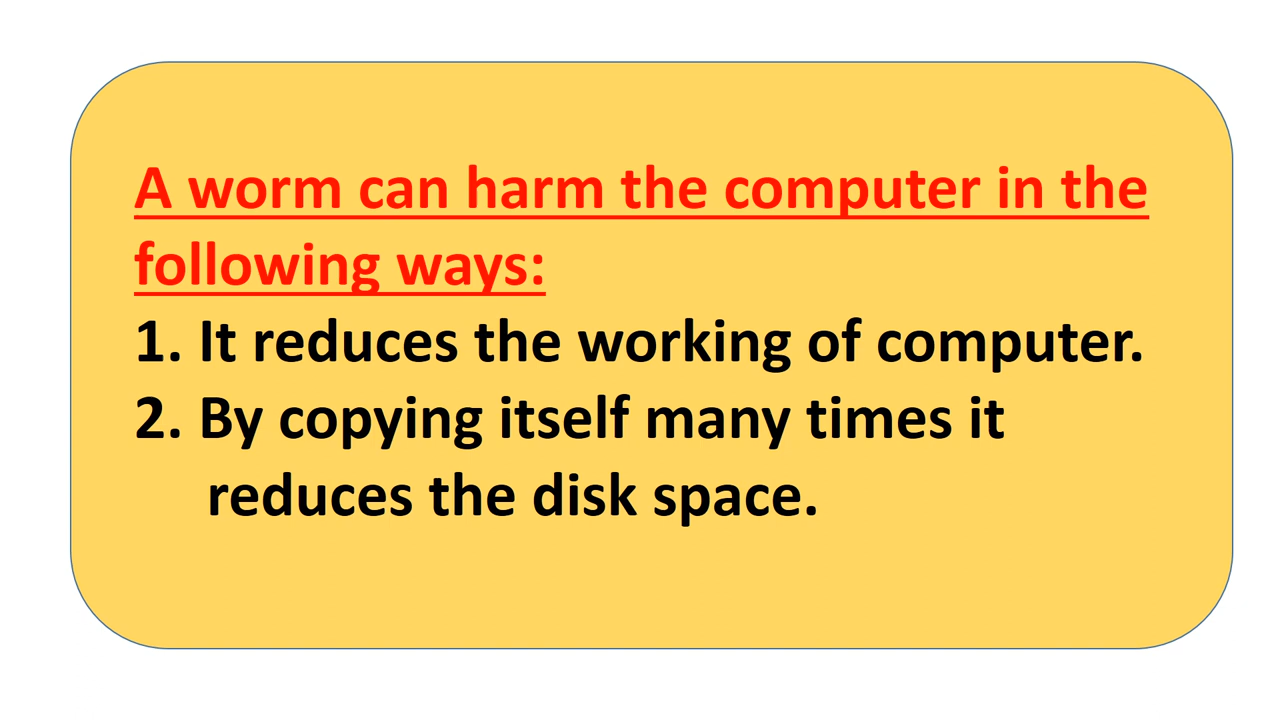 A worm can harm the computer in the
following ways:
1. It reduces the working of computer.
2. By copying itself many times it
reduces the disk space.